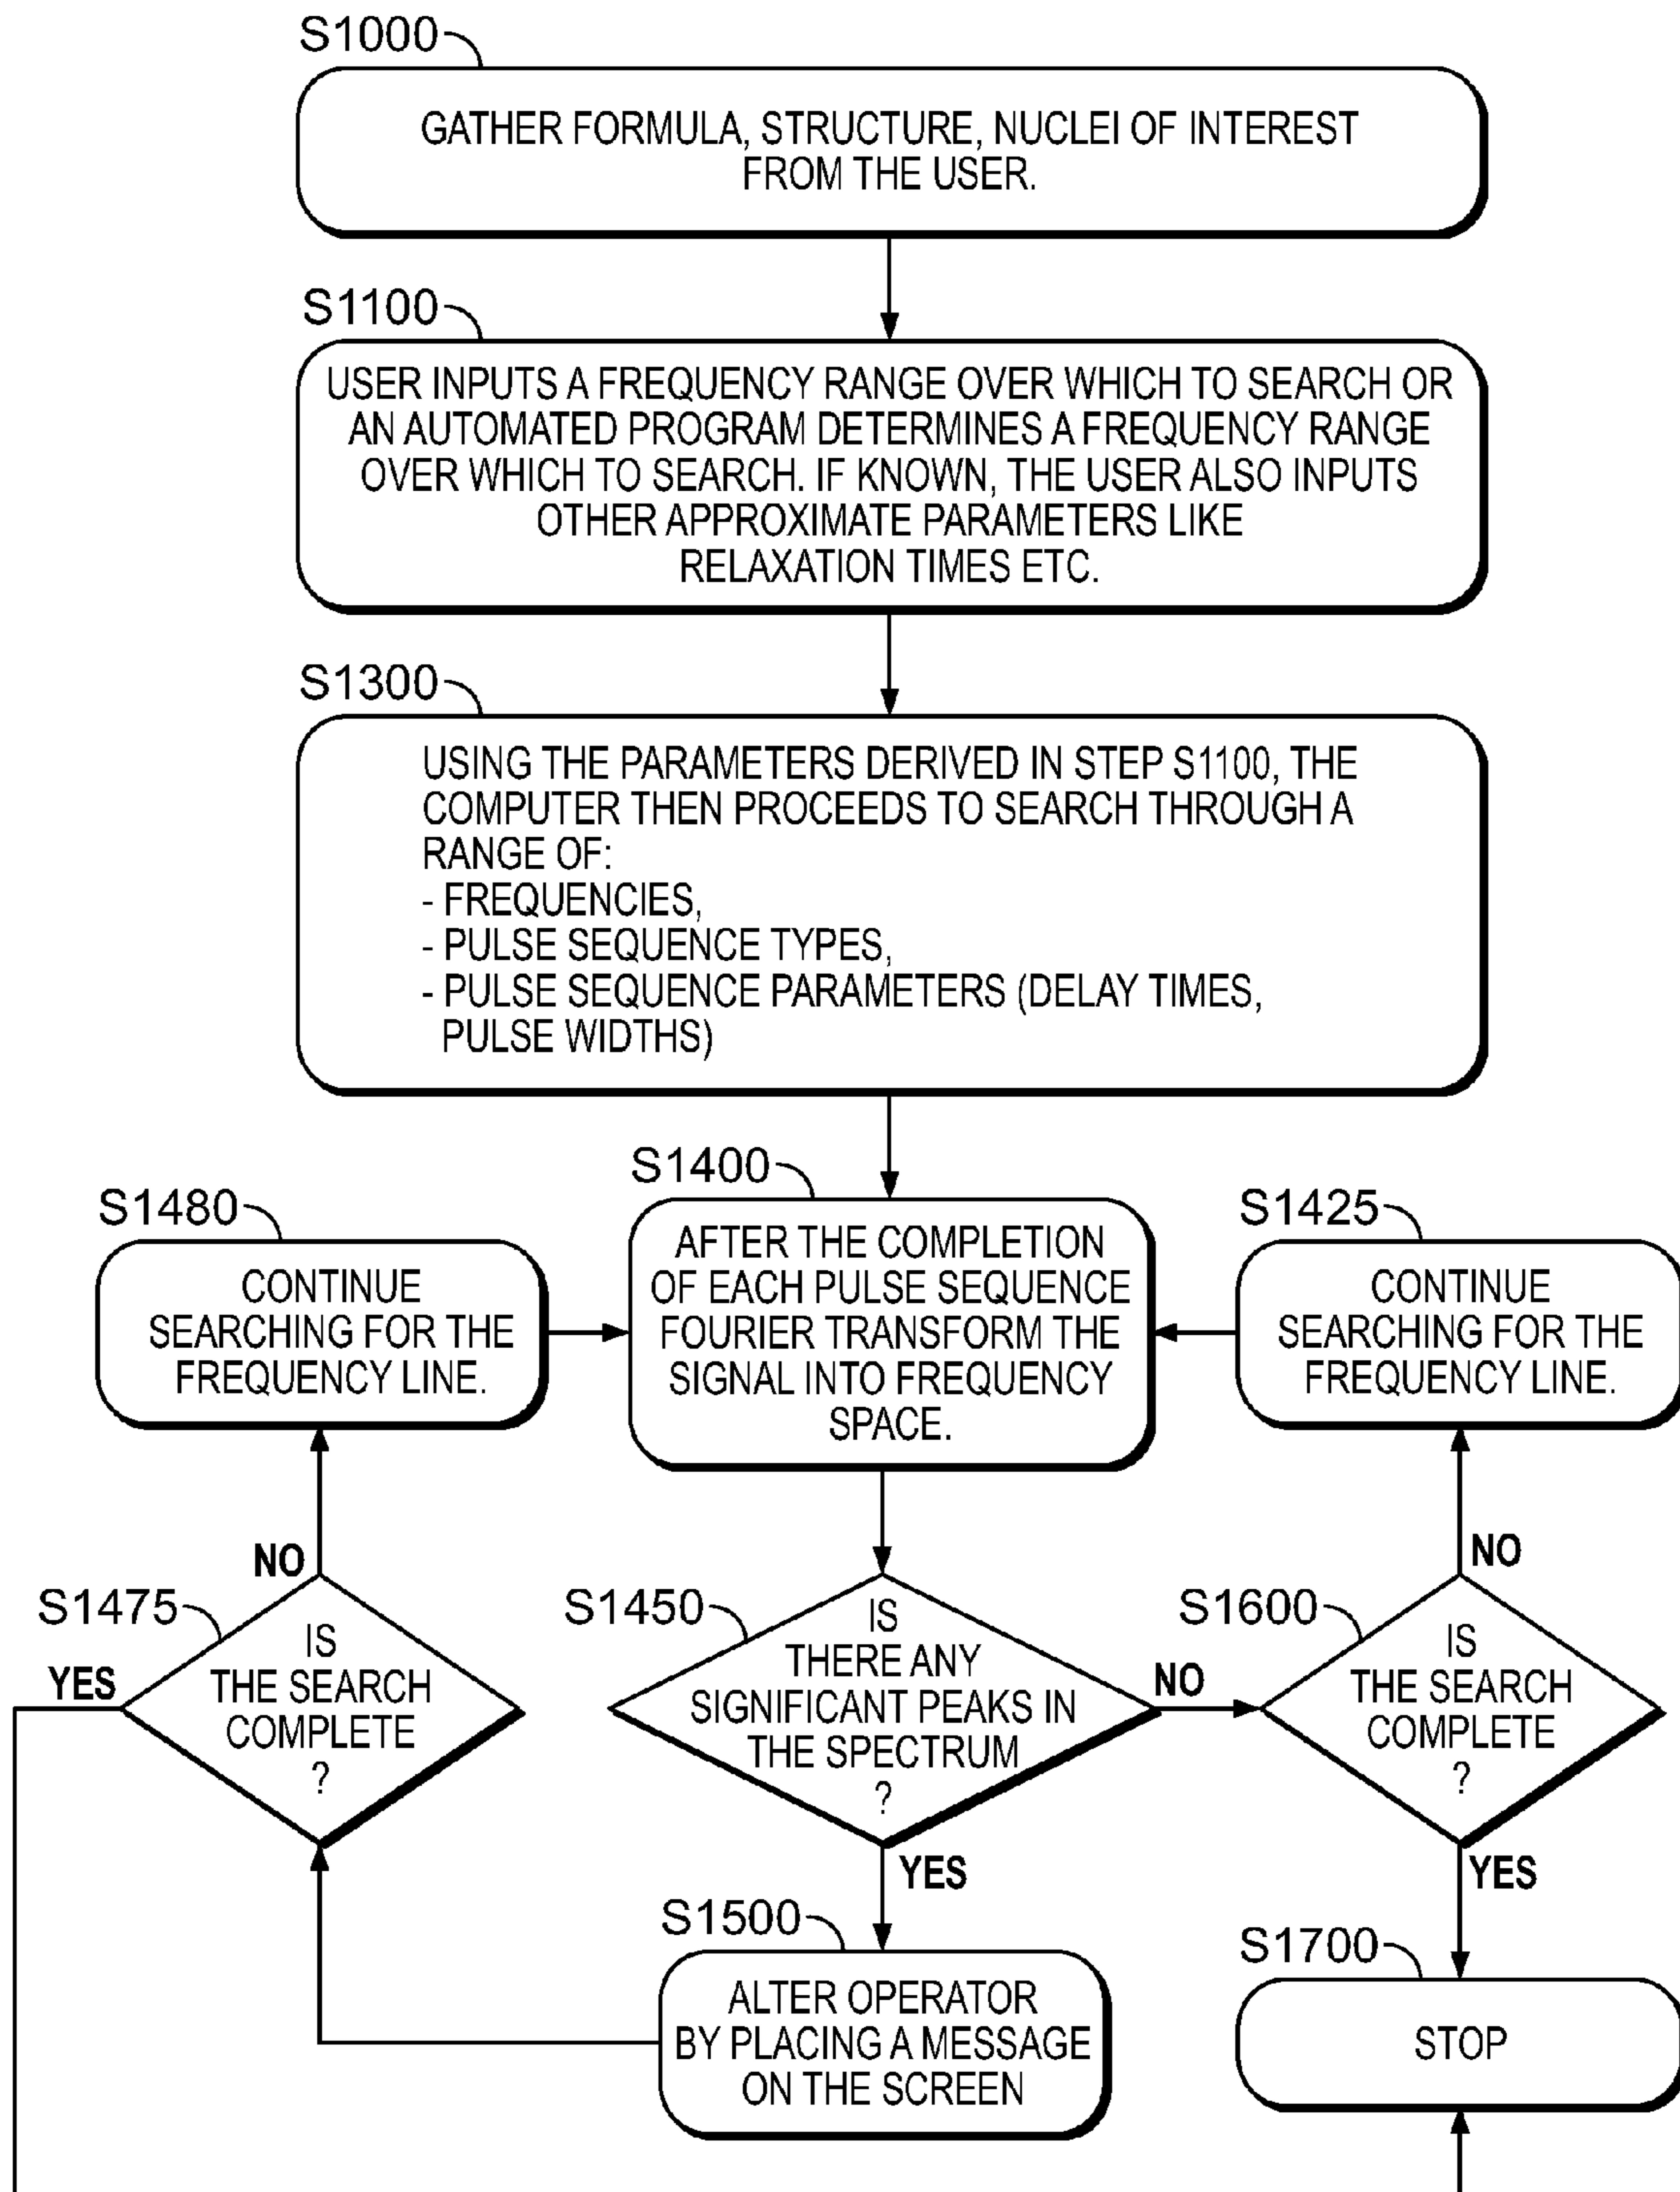 S1000
GATHER FORMULA, STRUCTURE, NUCLEI OF INTEREST
FROM THE USER.
S1100
USER INPUTS A FREQUENCY RANGE OVER WHICH TO SEARCH OR
AN AUTOMATED PROGRAM DETERMINES A FREQUENCY RANGE
OVER WHICH TO SEARCH. IF KNOWN, THE USER ALSO INPUTS
OTHER APPROXIMATE PARAMETERS LIKE
RELAXATION TIMES ETC.
S1300
USING THE PARAMETERS DERIVED IN STEP S1100, THE
COMPUTER THEN PROCEEDS TO SEARCH THROUGH A
RANGE OF:
- FREQUENCIES,
- PULSE SEQUENCE TYPES,
- PULSE SEQUENCE PARAMETERS (DELAY TIMES,
PULSE WIDTHS)
S1480
CONTINUE
SEARCHING FOR THE
FREQUENCY LINE.
S1400
AFTER THE COMPLETION
OF EACH PULSE SEQUENCE
FOURIER TRANSFORM THE
SIGNAL INTO FREQUENCY
SPACE.
S1425
CONTINUE
SEARCHING FOR THE
FREQUENCY LINE.
NO
S1475
IS
THE SEARCH
COMPLETE
?
YES
S1450
IS
THERE ANY
SIGNIFICANT PEAKS IN
THE SPECTRUM
?
NO
YES
S1600
NO
IS
THE SEARCH
COMPLETE
?
YES
S1500
ALTER OPERATOR
BY PLACING A MESSAGE
ON THE SCREEN
S1700
STOP